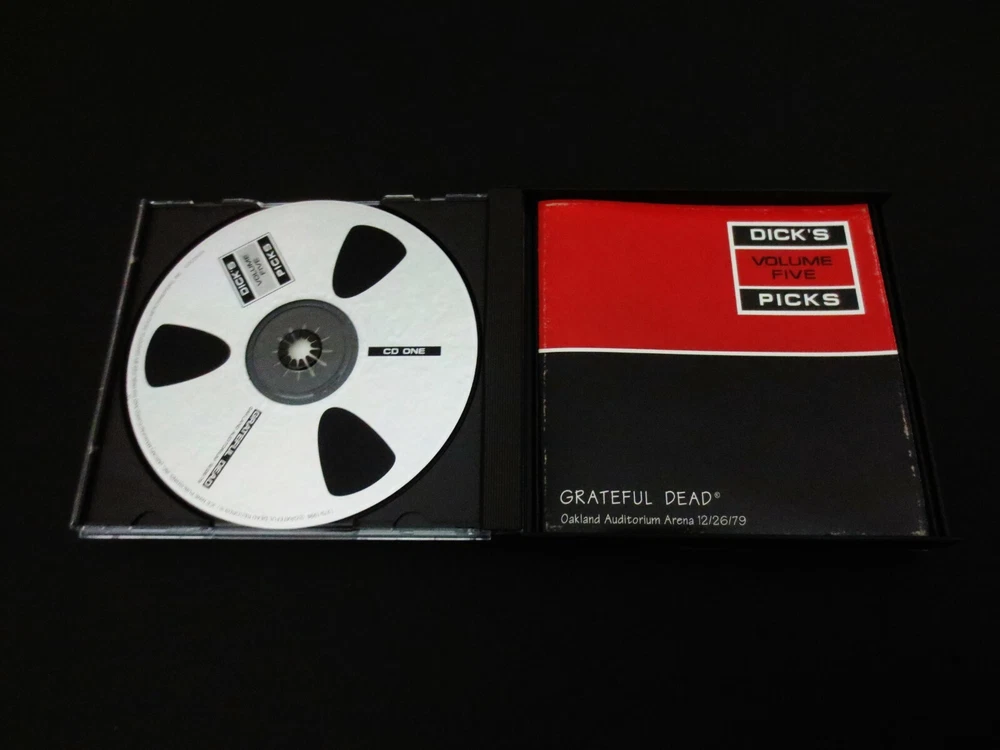 DICK'S
VOLUME
FIVE
PICKS
CD ONE
GRATEFUL DEAD
DICK'S
VOLUME
FIVE
PICKS
GRATEFUL DEAD®
Oakland Auditorium Arena 12/26/79